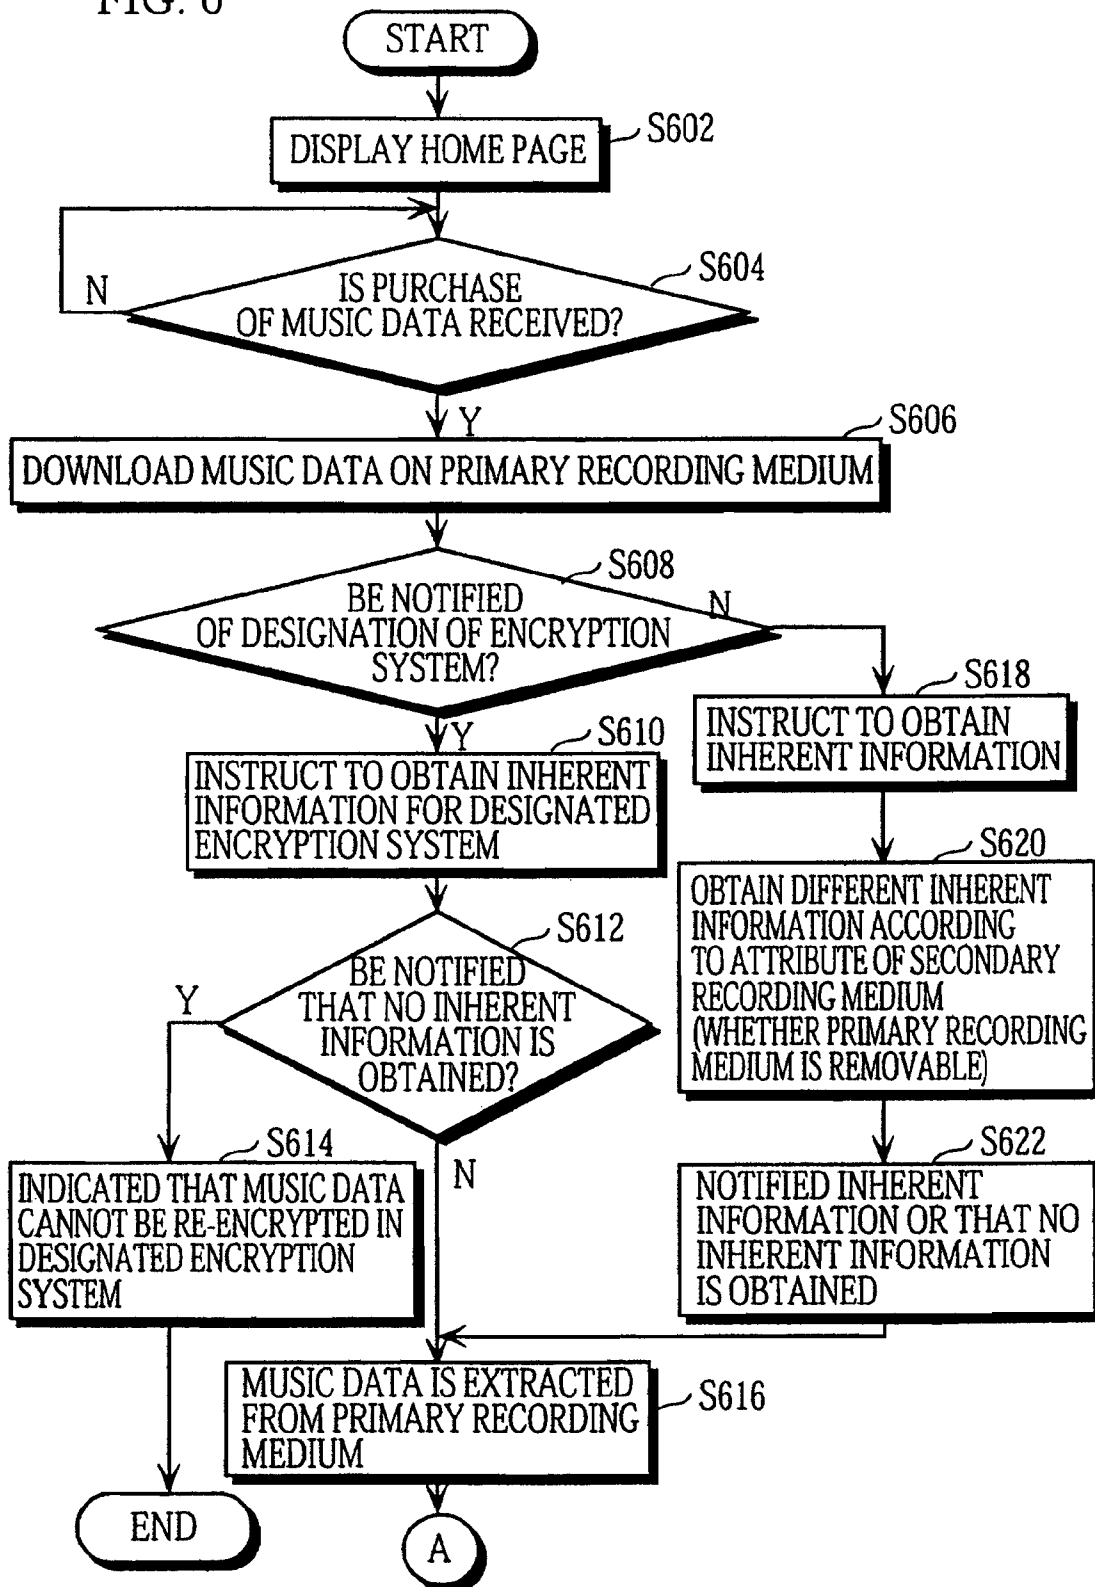 FIG. 6
START
DISPLAY HOME PAGE
S602
IS PURCHASE
OF MUSIC DATA RECEIVED?
S604
N
Y
S606
DOWNLOAD MUSIC DATA ON PRIMARY RECORDING MEDIUM
S608
BE NOTIFIED
OF DESIGNATION OF ENCRYPTION
SYSTEM?
N
Y
S610
INSTRUCT TO OBTAIN INHERENT
INFORMATION FOR DESIGNATED
ENCRYPTION SYSTEM
S618
INSTRUCT TO OBTAIN
INHERENT INFORMATION
S620
OBTAIN DIFFERENT INHERENT
INFORMATION ACCORDING
TO ATTRIBUTE OF SECONDARY
RECORDING MEDIUM
(WHETHER PRIMARY RECORDING
MEDIUM IS REMOVABLE)
S612
BE NOTIFIED
THAT NO INHERENT
INFORMATION IS
OBTAINED?
Y
N
S614
INDICATED THAT MUSIC DATA
CANNOT BE RE-ENCRYPTED IN
DESIGNATED ENCRYPTION
SYSTEM
S622
NOTIFIED INHERENT
INFORMATION OR THAT NO
INHERENT INFORMATION
IS OBTAINED
MUSIC DATA IS EXTRACTED
FROM PRIMARY RECORDING
MEDIUM
S616
END
A